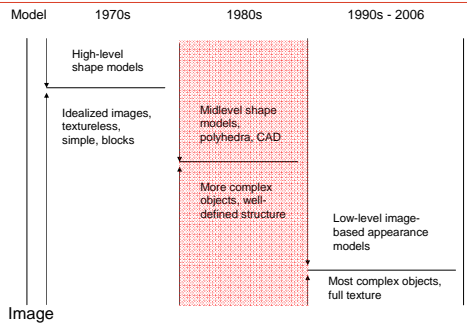 Model 1970s 1980s 1990s - 2006
High-level
shape models
Idealized images,
textureless,
simple, blocks
Midlevel shape
models,
polyhedra, CAD
More complex
objects, well-
defined structure
Low-level image-
based appearance
models
Most complex objects,
full texture
Image